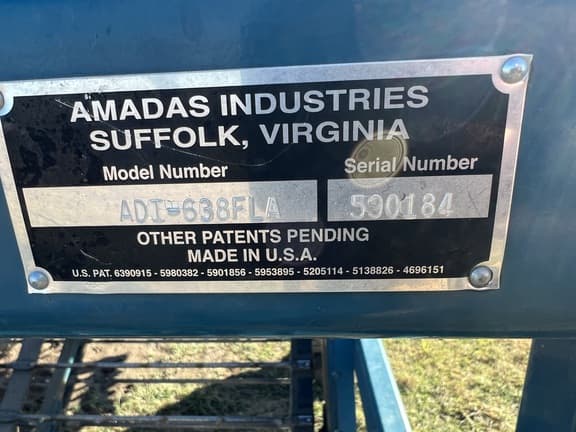 AMADAS INDUSTRIES
SUFFOLK, VIRGINIA
Model Number Serial Number
ADI-638FLA 590184
OTHER PATENTS PENDING
MADE IN U.S.A.
U.S. PAT. 6390915 - 5980382 - 5901856 - 5953895 - 5205114 - 5138826 - 4696151